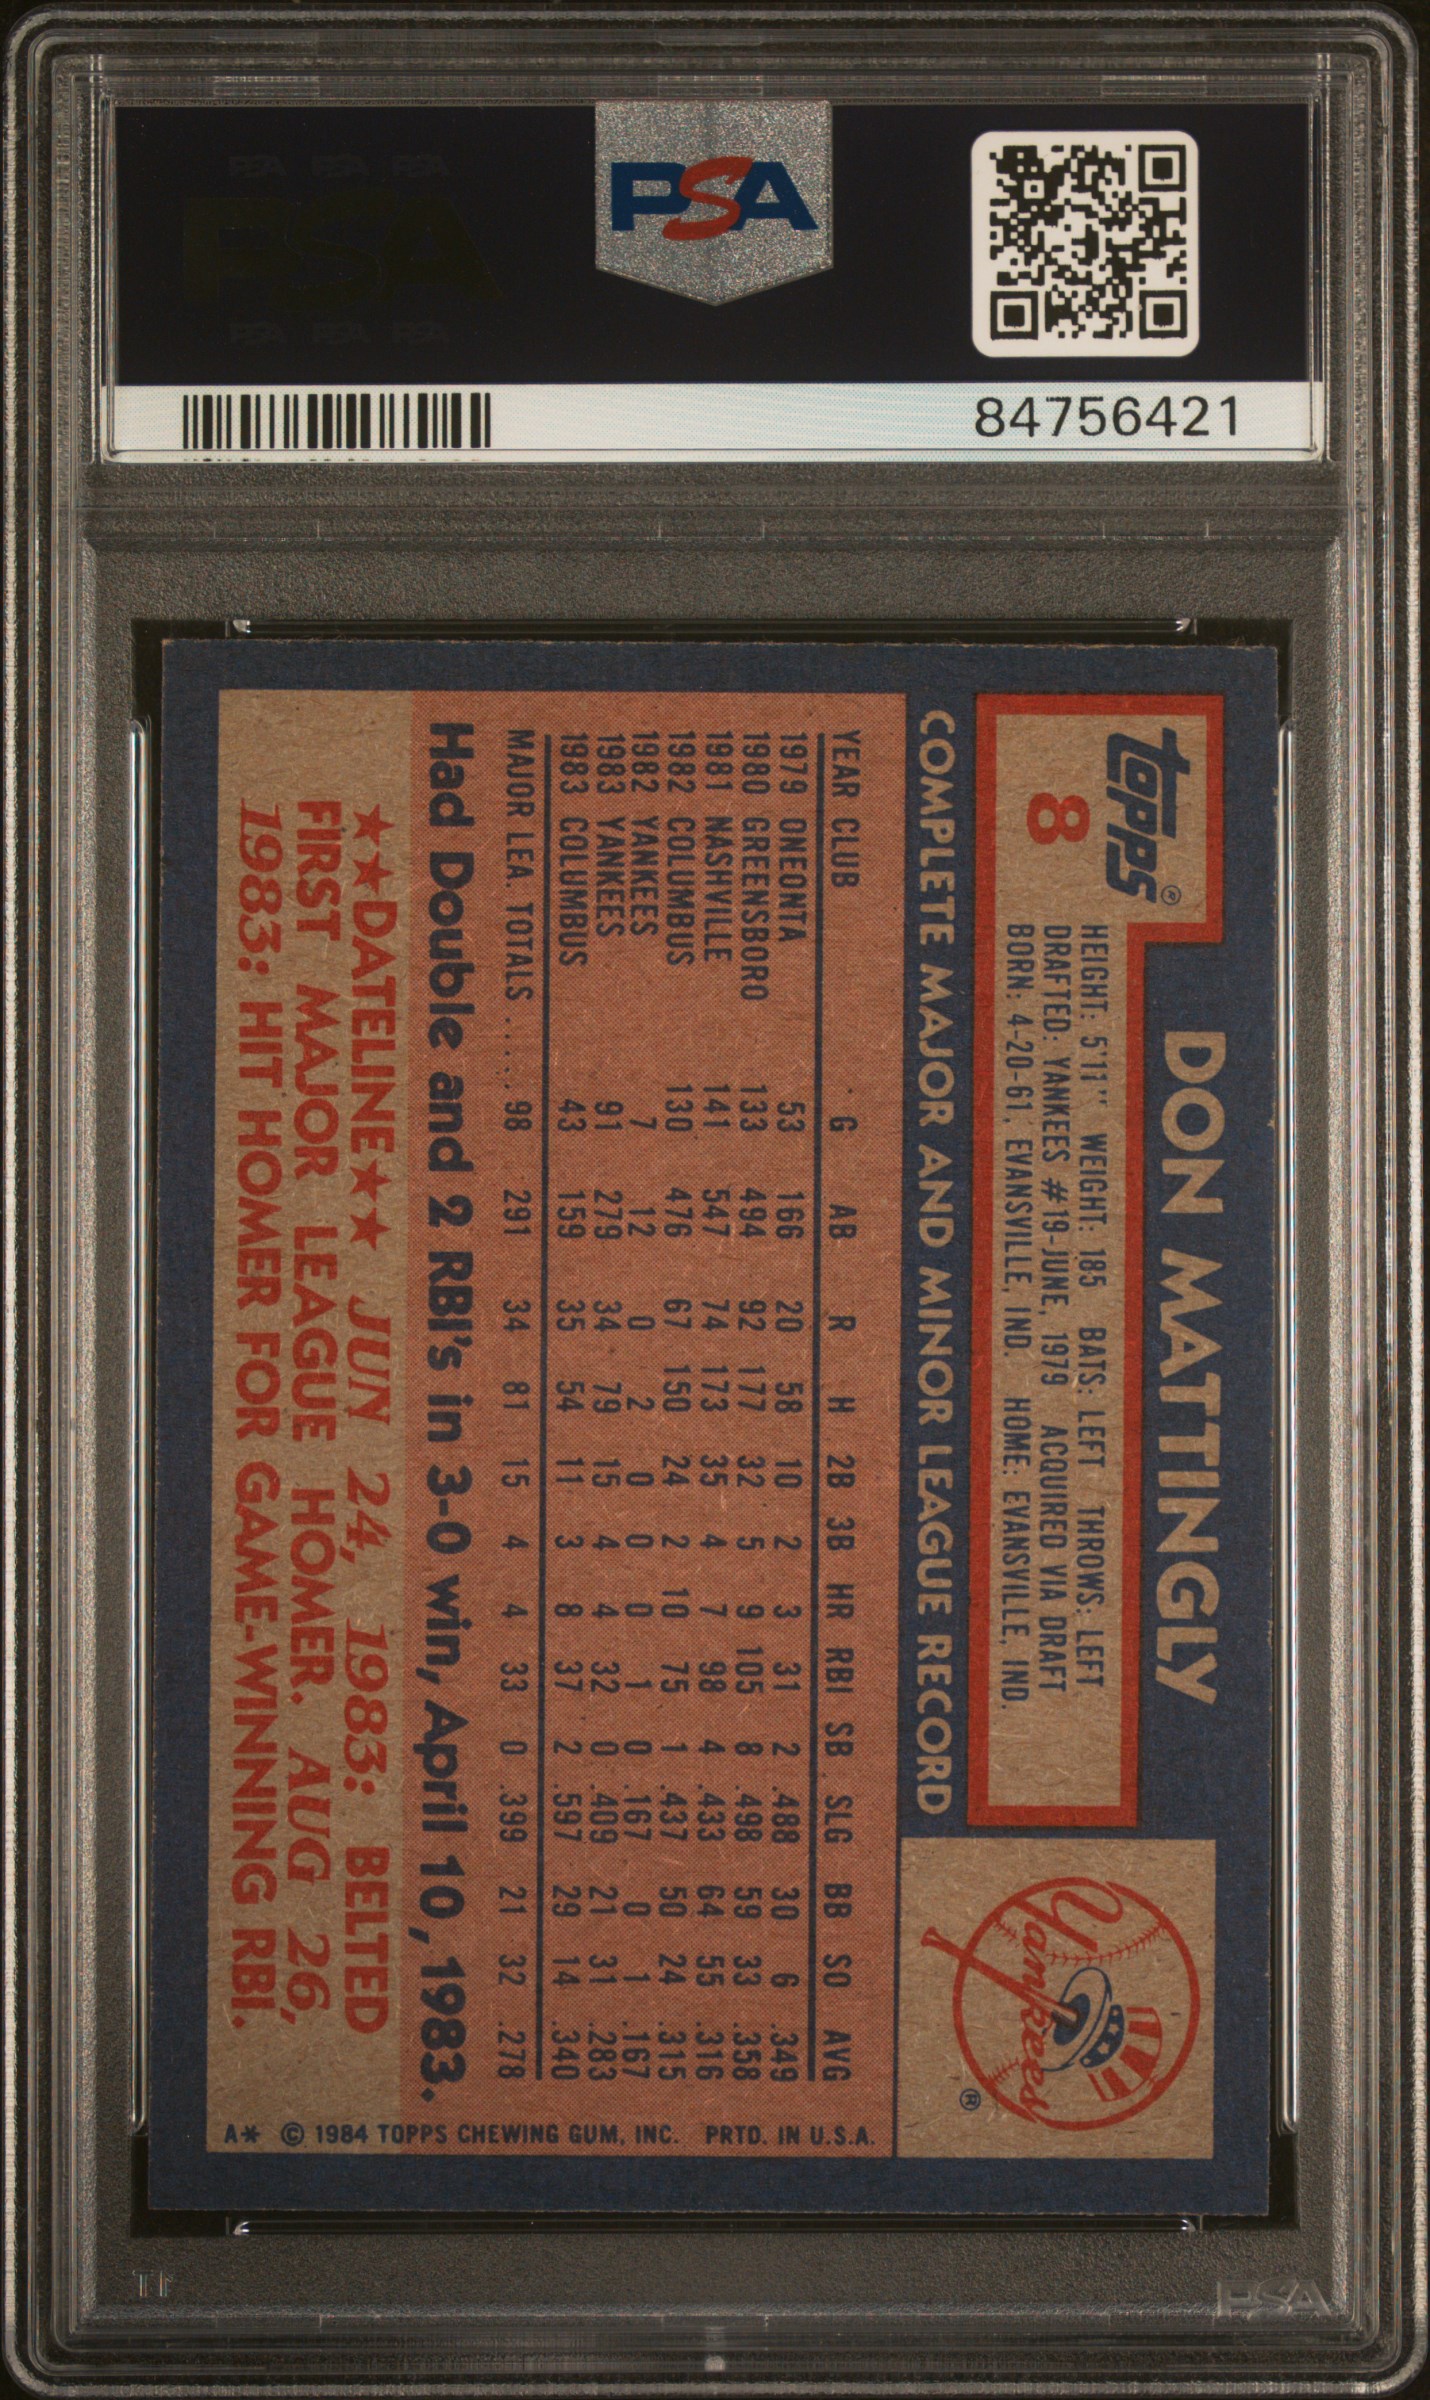 PSA PSA PSA
PSA
PSA PSA PSA
PSA
84756421
topps®
8
DON MATTINGLY
HEIGHT: 5'11" WEIGHT: 185 BATS: LEFT THROWS: LEFT
DRAFTED: YANKEES #19-JUNE, 1979 ACQUIRED VIA DRAFT
BORN: 4-20-61, EVANSVILLE, IND. HOME: EVANSVILLE, IND.
Yankees ®
COMPLETE MAJOR AND MINOR LEAGUE RECORD
YEAR CLUB G AB R H 2B 3B HR RBI SB SLG BB SO AVG
1979 ONEONTA 53 166 20 58 10 2 3 31 2 .488 30 6 .349
1980 GREENSBORO 133 494 92 177 32 5 9 105 8 .498 59 33 .358
1981 NASHVILLE 141 547 74 173 35 4 7 98 4 .433 64 55 .316
1982 COLUMBUS 130 476 67 150 24 2 10 75 1 .437 50 24 .315
1982 YANKEES 7 12 0 2 0 0 0 1 0 .167 0 1 .167
1983 YANKEES 91 279 34 79 15 4 4 32 0 .409 21 31 .283
1983 COLUMBUS 43 159 35 54 11 3 8 37 2 .597 29 14 .340
MAJOR LEA. TOTALS ...... 98 291 34 81 15 4 4 33 0 .399 21 32 .278
Had Double and 2 RBI's in 3-0 win, April 10, 1983.
★★DATELINE★★ JUN 24, 1983: BELTED
FIRST MAJOR LEAGUE HOMER. AUG 26,
1983: HIT HOMER FOR GAME-WINNING RBI.
A* © 1984 TOPPS CHEWING GUM, INC. PRTD. IN U.S.A.
PSA